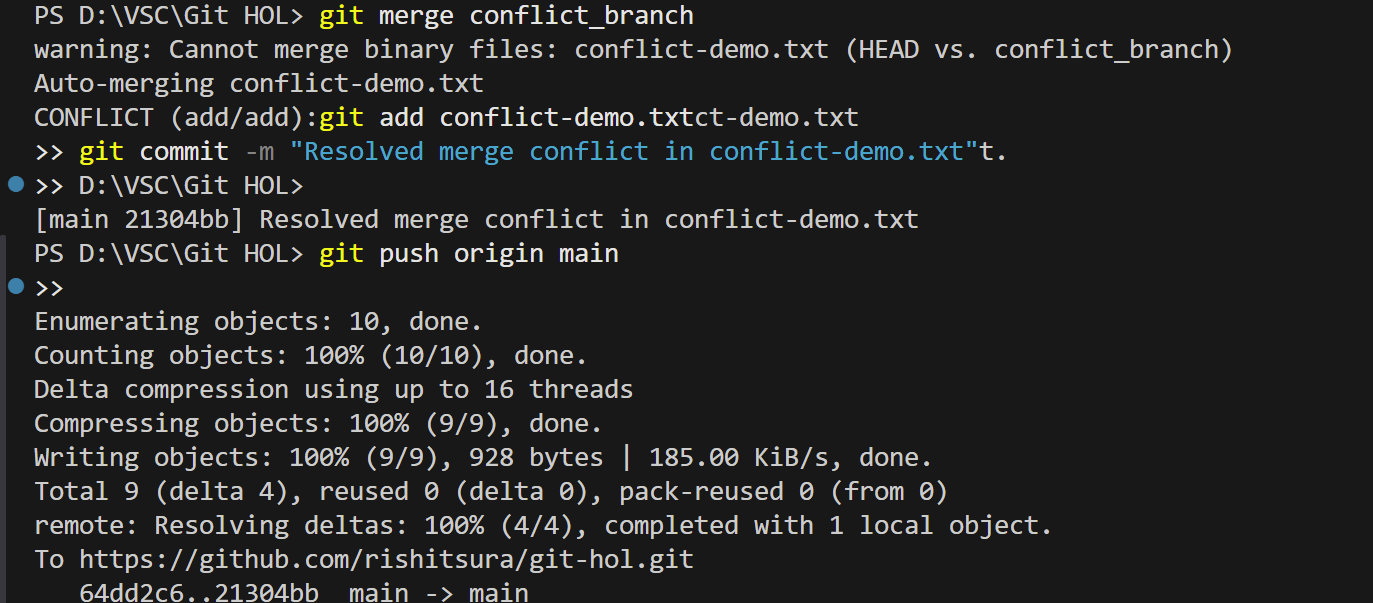 PS D:\VSC\Git HOL> git merge conflict_branch
warning: Cannot merge binary files: conflict-demo.txt (HEAD vs. conflict_branch)
Auto-merging conflict-demo.txt
CONFLICT (add/add):git add conflict-demo.txtct-demo.txt
>> git commit -m "Resolved merge conflict in conflict-demo.txt"t.
>> D:\VSC\Git HOL>
[main 21304bb] Resolved merge conflict in conflict-demo.txt
PS D:\VSC\Git HOL> git push origin main
>>
Enumerating objects: 10, done.
Counting objects: 100% (10/10), done.
Delta compression using up to 16 threads
Compressing objects: 100% (9/9), done.
Writing objects: 100% (9/9), 928 bytes | 185.00 KiB/s, done.
Total 9 (delta 4), reused 0 (delta 0), pack-reused 0 (from 0)
remote: Resolving deltas: 100% (4/4), completed with 1 local object.
To https://github.com/rishitsura/git-hol.git
64dd2c6..21304bb  main -> main